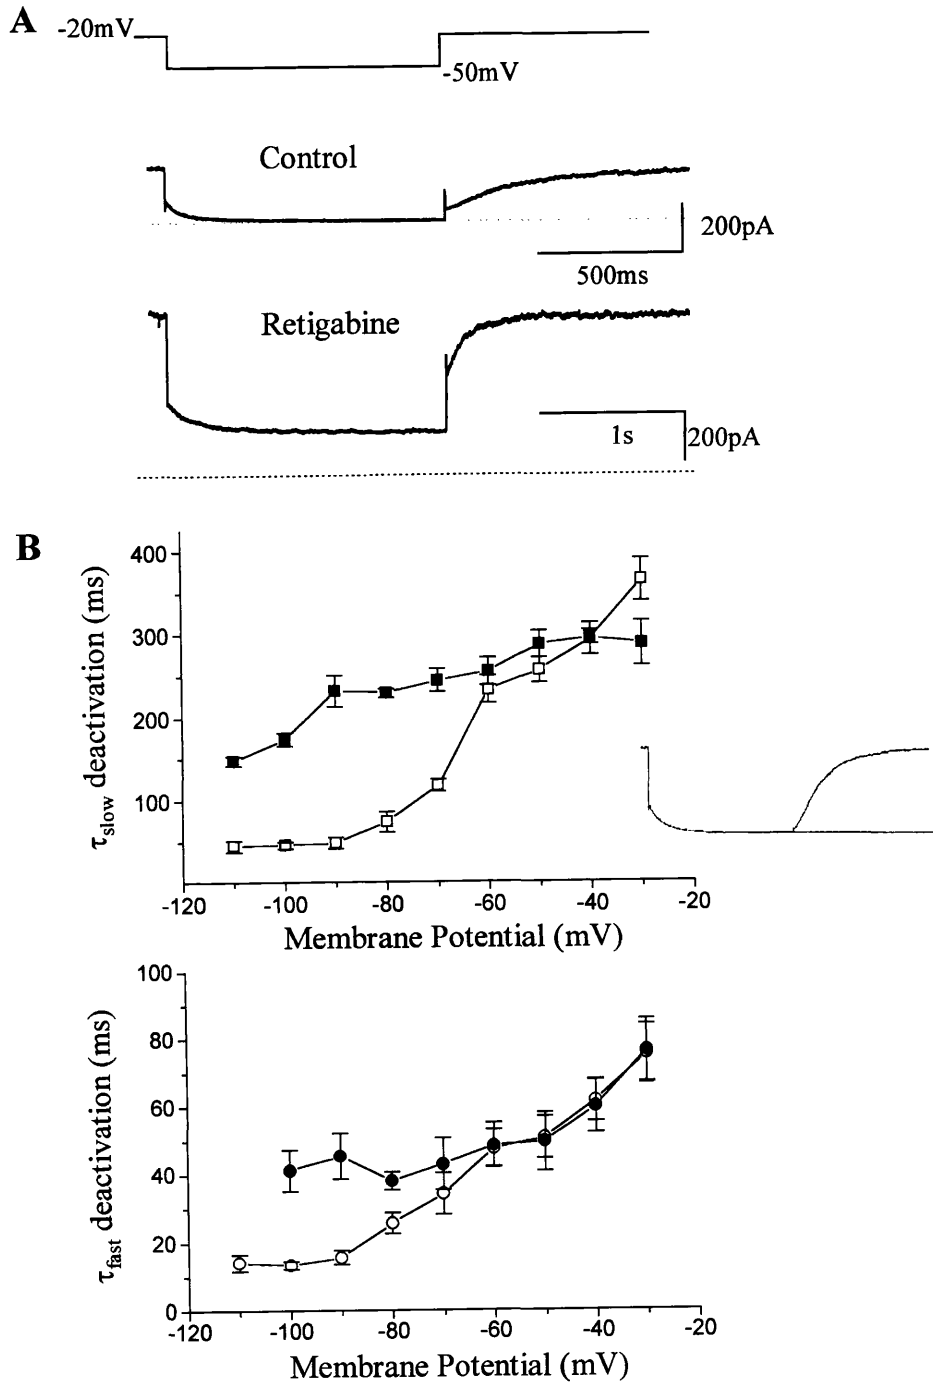 A
-20mV
-50mV
Control
200pA
500ms
Retigabine
1s
200pA
B
τslow deactivation (ms)
400
300
200
100
-120 -100 -80 -60 -40 -20
Membrane Potential (mV)
τfast deactivation (ms)
100
80
60
40
20
0
-120 -100 -80 -60 -40 -20
Membrane Potential (mV)